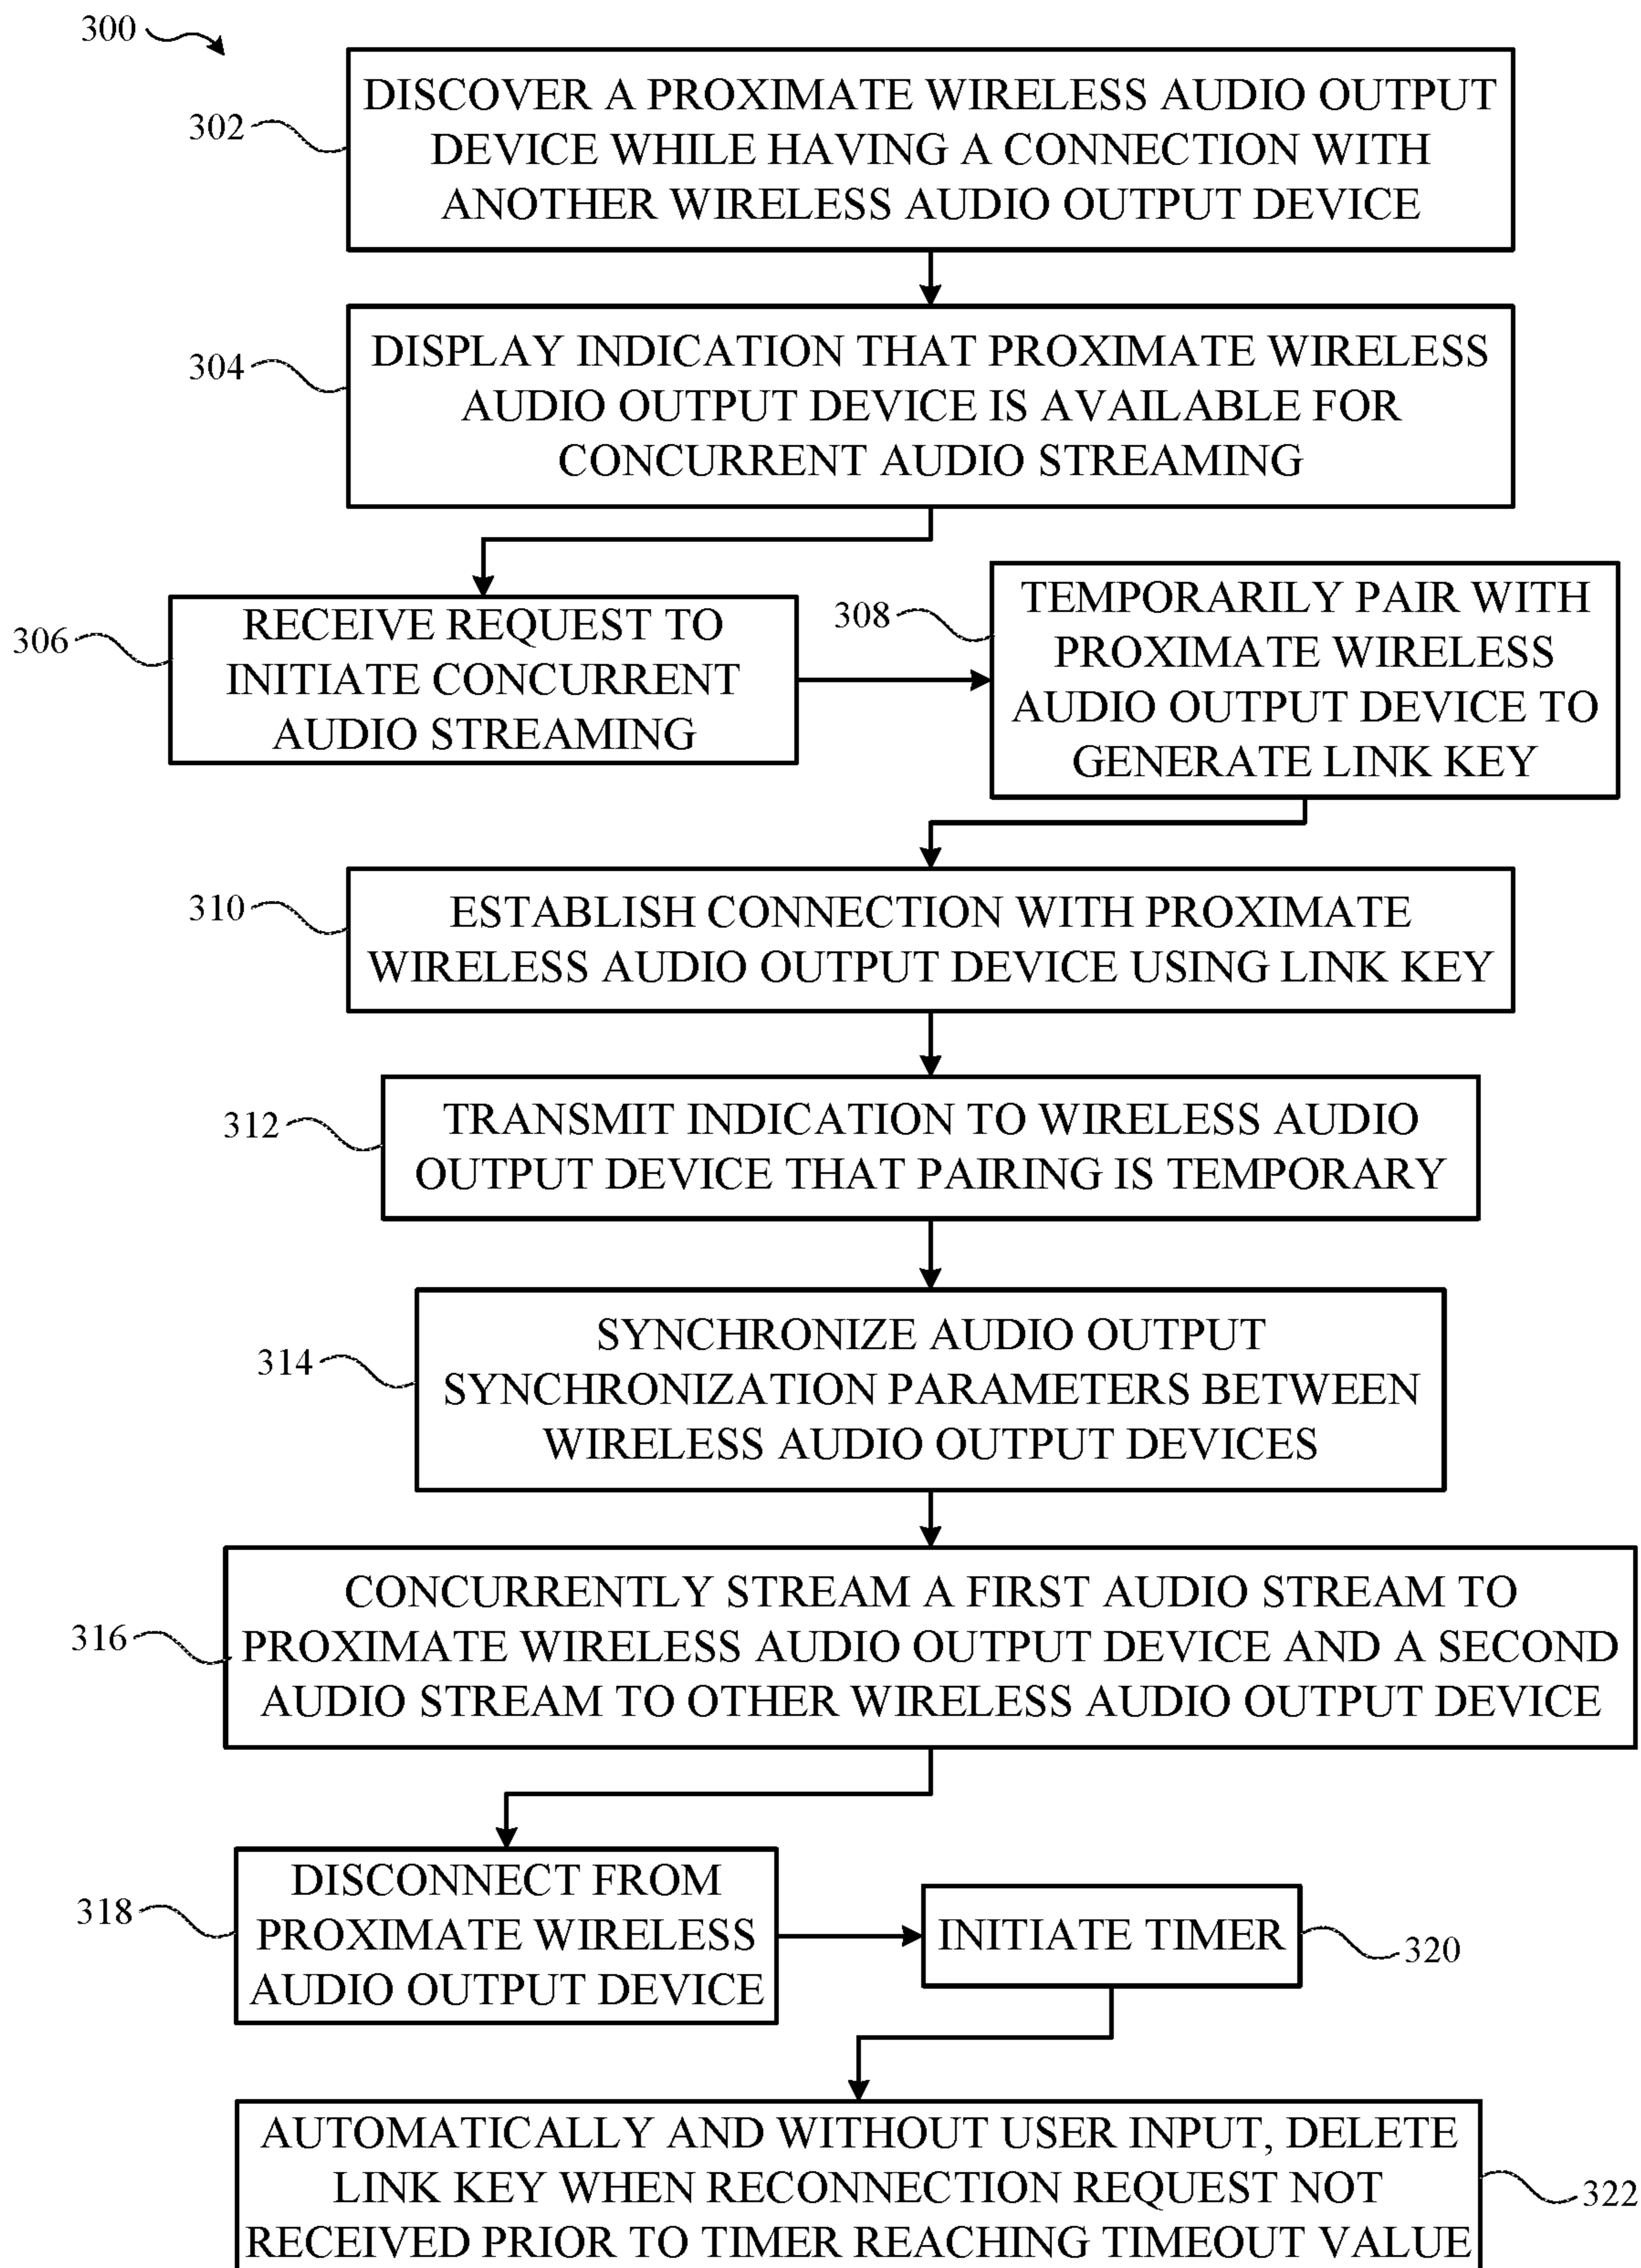 300
302
DISCOVER A PROXIMATE WIRELESS AUDIO OUTPUT
DEVICE WHILE HAVING A CONNECTION WITH
ANOTHER WIRELESS AUDIO OUTPUT DEVICE
304
DISPLAY INDICATION THAT PROXIMATE WIRELESS
AUDIO OUTPUT DEVICE IS AVAILABLE FOR
CONCURRENT AUDIO STREAMING
306
RECEIVE REQUEST TO
INITIATE CONCURRENT
AUDIO STREAMING
308
TEMPORARILY PAIR WITH
PROXIMATE WIRELESS
AUDIO OUTPUT DEVICE TO
GENERATE LINK KEY
310
ESTABLISH CONNECTION WITH PROXIMATE
WIRELESS AUDIO OUTPUT DEVICE USING LINK KEY
312
TRANSMIT INDICATION TO WIRELESS AUDIO
OUTPUT DEVICE THAT PAIRING IS TEMPORARY
314
SYNCHRONIZE AUDIO OUTPUT
SYNCHRONIZATION PARAMETERS BETWEEN
WIRELESS AUDIO OUTPUT DEVICES
316
CONCURRENTLY STREAM A FIRST AUDIO STREAM TO
PROXIMATE WIRELESS AUDIO OUTPUT DEVICE AND A SECOND
AUDIO STREAM TO OTHER WIRELESS AUDIO OUTPUT DEVICE
318
DISCONNECT FROM
PROXIMATE WIRELESS
AUDIO OUTPUT DEVICE
INITIATE TIMER
320
AUTOMATICALLY AND WITHOUT USER INPUT, DELETE
LINK KEY WHEN RECONNECTION REQUEST NOT
RECEIVED PRIOR TO TIMER REACHING TIMEOUT VALUE
322